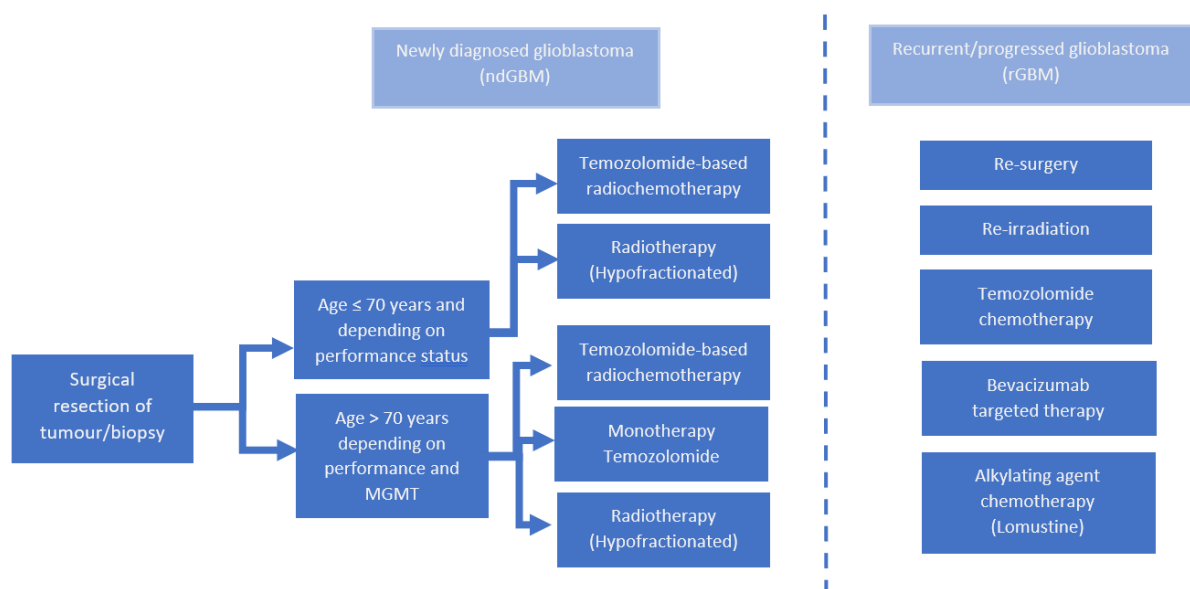 Newly diagnosed glioblastoma
(ndGBM)
Recurrent/progressed glioblastoma
(rGBM)
Surgical
resection of
tumour/biopsy
Age ≤ 70 years and
depending on
performance status
Age > 70 years
depending on
performance and
MGMT
Temozolomide-based
radiochemotherapy
Radiotherapy
(Hypofractionated)
Temozolomide-based
radiochemotherapy
Monotherapy
Temozolomide
Radiotherapy
(Hypofractionated)
Re-surgery
Re-irradiation
Temozolomide
chemotherapy
Bevacizumab
targeted therapy
Alkylating agent
chemotherapy
(Lomustine)